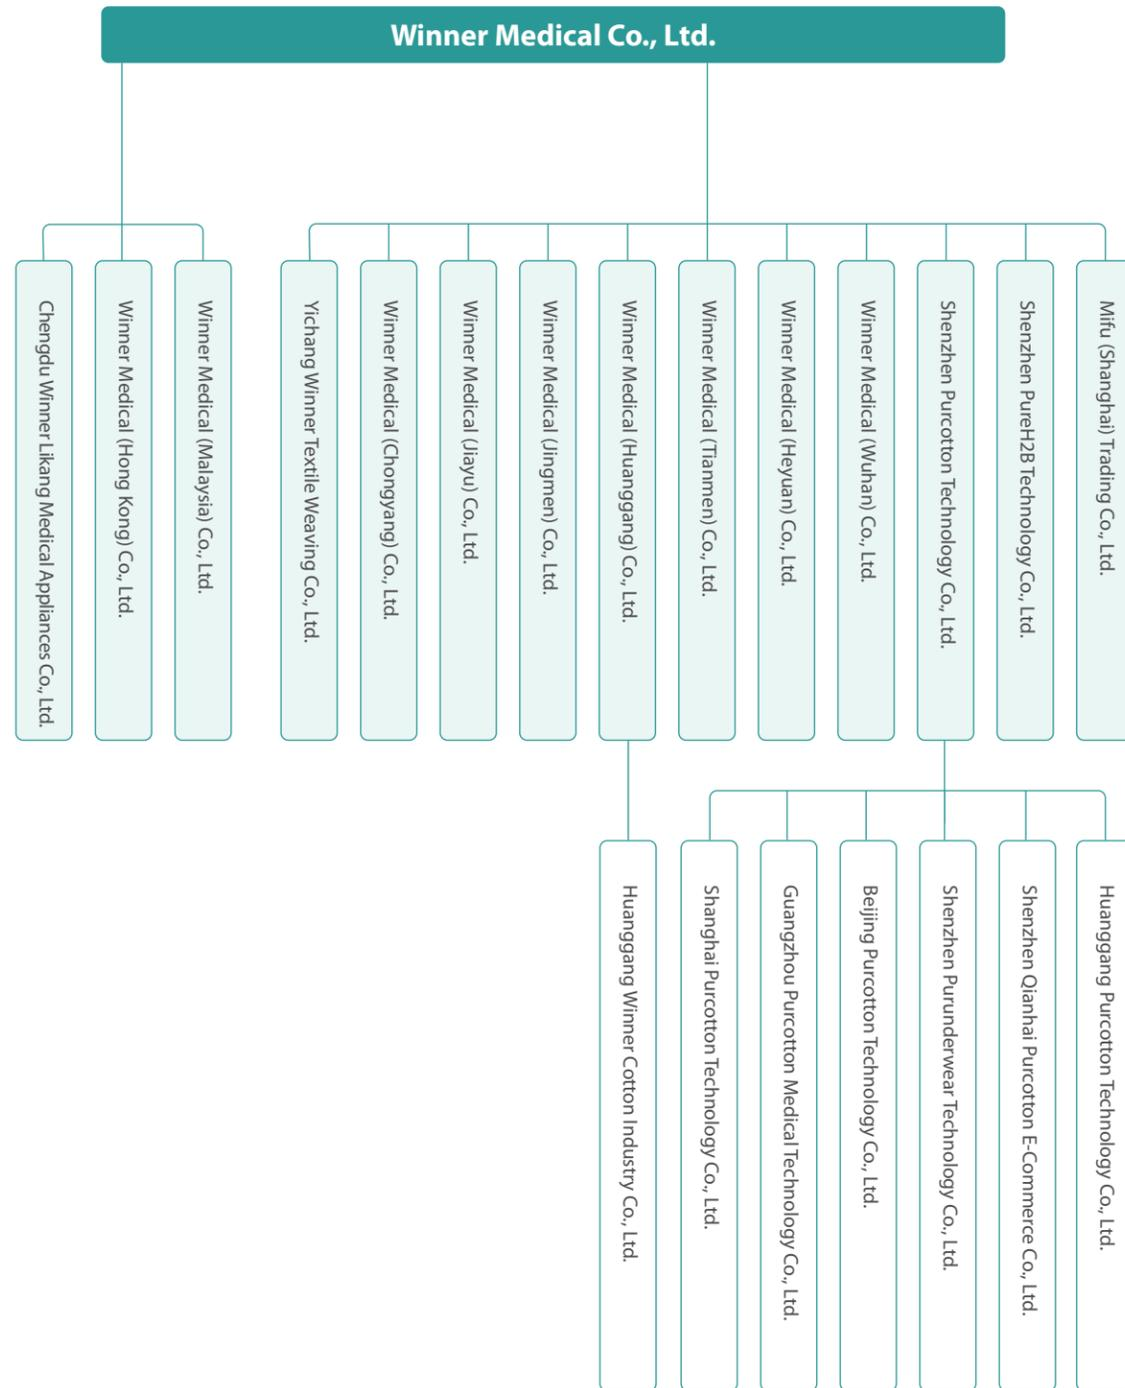 Winner Medical Co., Ltd.
Chengdu Winner Likang Medical Appliances Co., Ltd.
Winner Medical (Hong Kong) Co., Ltd.
Winner Medical (Malaysia) Co., Ltd.
Yichang Winner Textile Weaving Co., Ltd.
Winner Medical (Chongyang) Co., Ltd.
Winner Medical (Jiayu) Co., Ltd.
Winner Medical (Jingmen) Co., Ltd.
Winner Medical (Huanggang) Co., Ltd.
Winner Medical (Tianmen) Co., Ltd.
Winner Medical (Heyuan) Co., Ltd.
Winner Medical (Wuhan) Co., Ltd.
Shenzhen Purcotton Technology Co., Ltd.
Shenzhen PureH2B Technology Co., Ltd.
Mifu (Shanghai) Trading Co., Ltd.
Huanggang Winner Cotton Industry Co., Ltd.
Shanghai Purcotton Technology Co., Ltd.
Guangzhou Purcotton Medical Technology Co., Ltd.
Beijing Purcotton Technology Co., Ltd.
Shenzhen Purunderwear Technology Co., Ltd.
Shenzhen Qianhai Purcotton E-Commerce Co., Ltd.
Huanggang Purcotton Technology Co., Ltd.